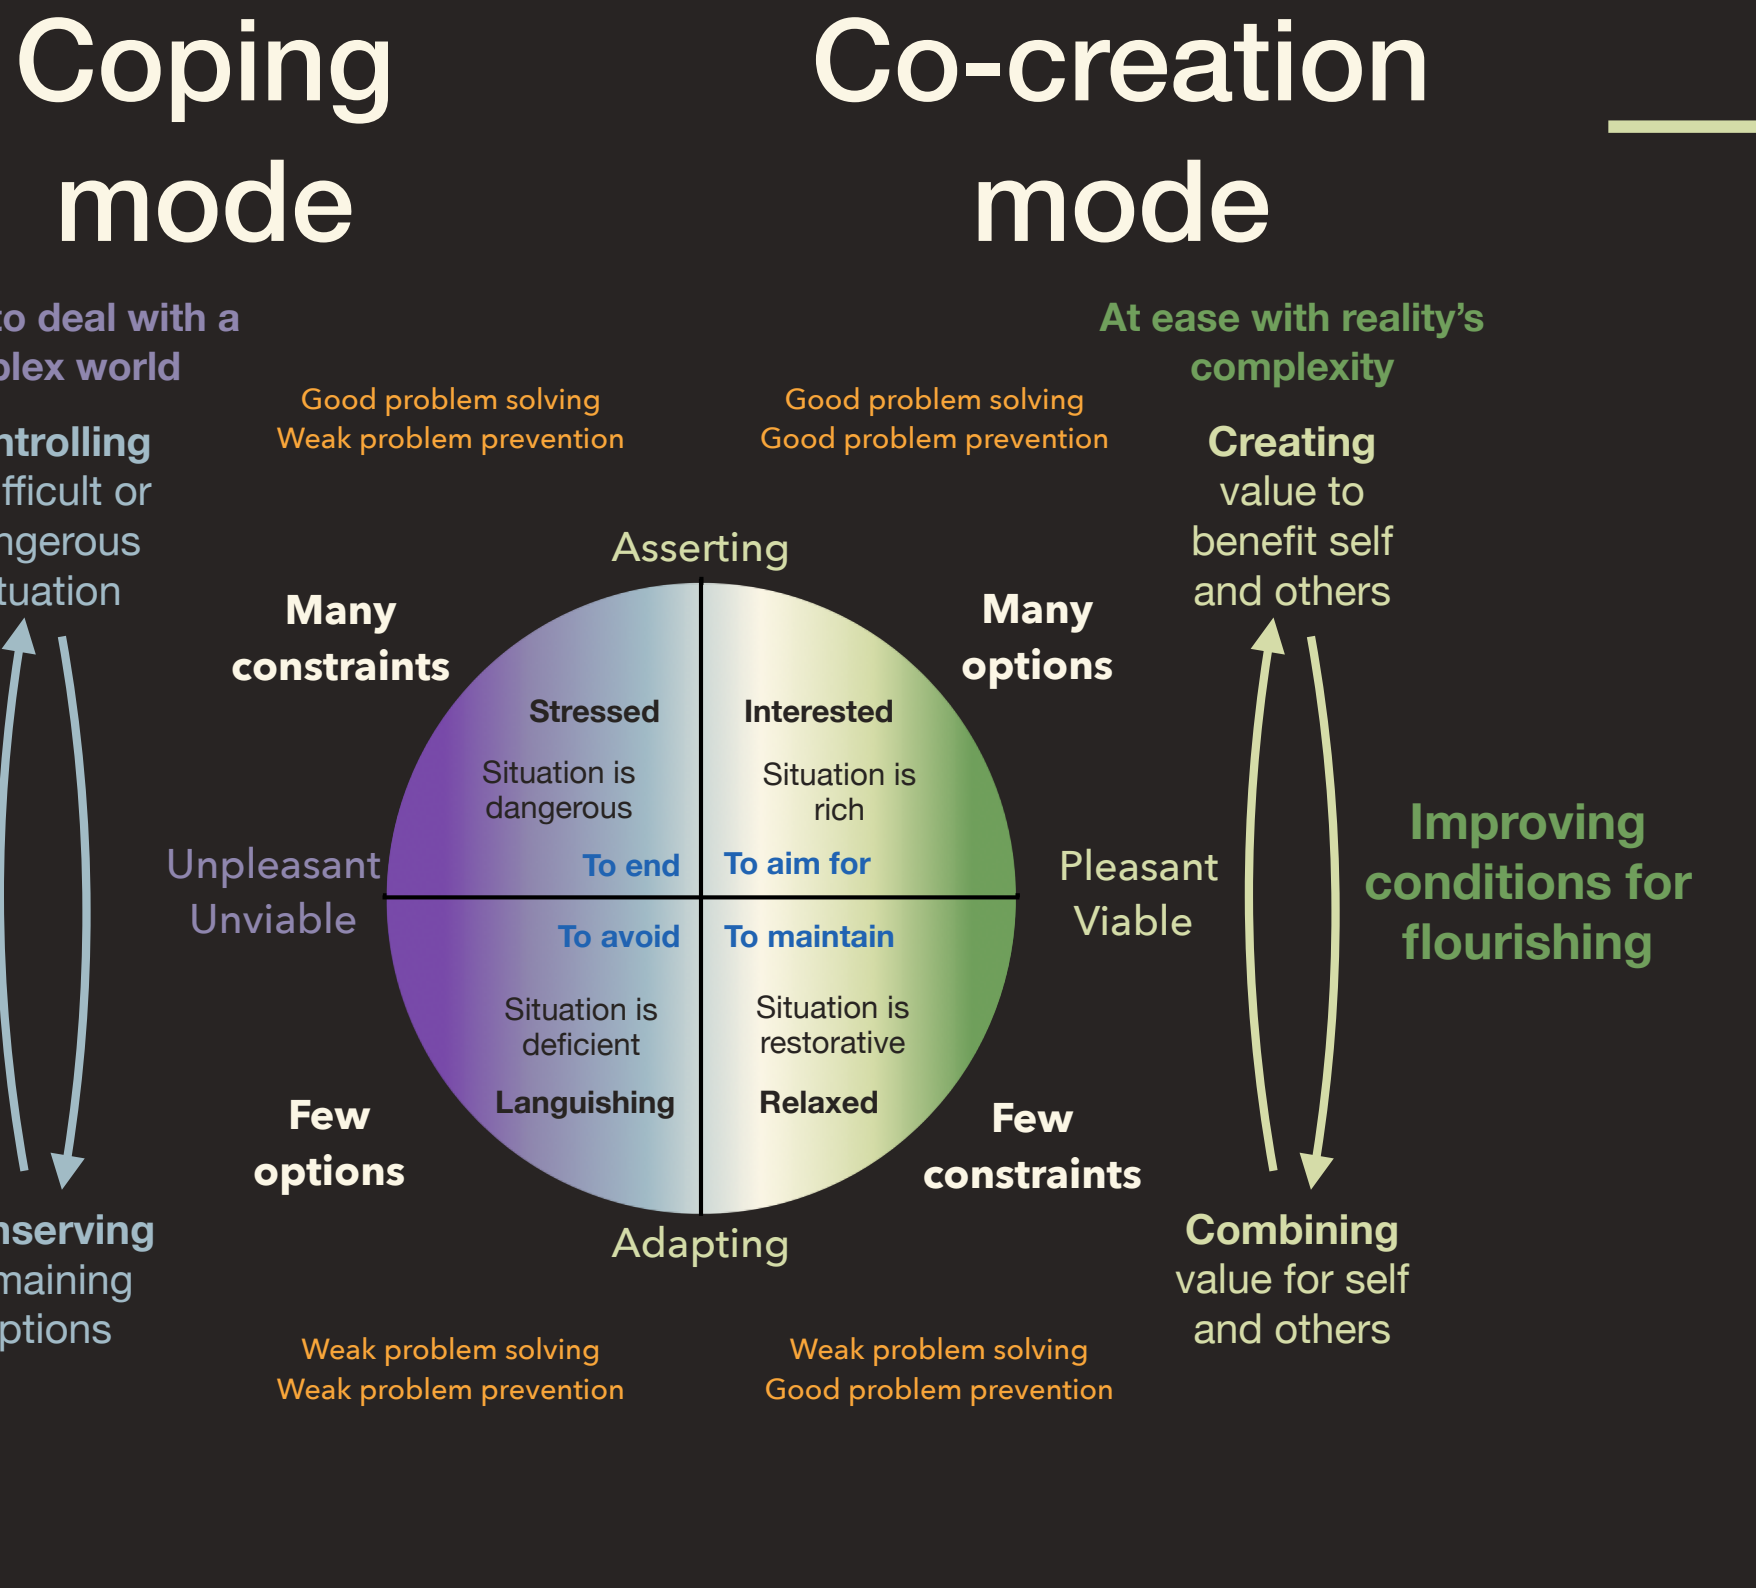 Coping
mode
Co-creation
mode
to deal with a
plex world
At ease with reality’s
complexity
Good problem solving
Weak problem prevention
Good problem solving
Good problem prevention
ntrolling
fficult or
ngerous
tuation
Creating
value to
benefit self
and others
Asserting
Many
constraints
Many
options
Stressed
Situation is
dangerous
To end
Interested
Situation is
rich
To aim for
Unpleasant
Unviable
Pleasant
Viable
Improving
conditions for
flourishing
To avoid
Situation is
deficient
Languishing
To maintain
Situation is
restorative
Relaxed
Few
options
Few
constraints
Adapting
nserving
maining
ptions
Combining
value for self
and others
Weak problem solving
Weak problem prevention
Weak problem solving
Good problem prevention